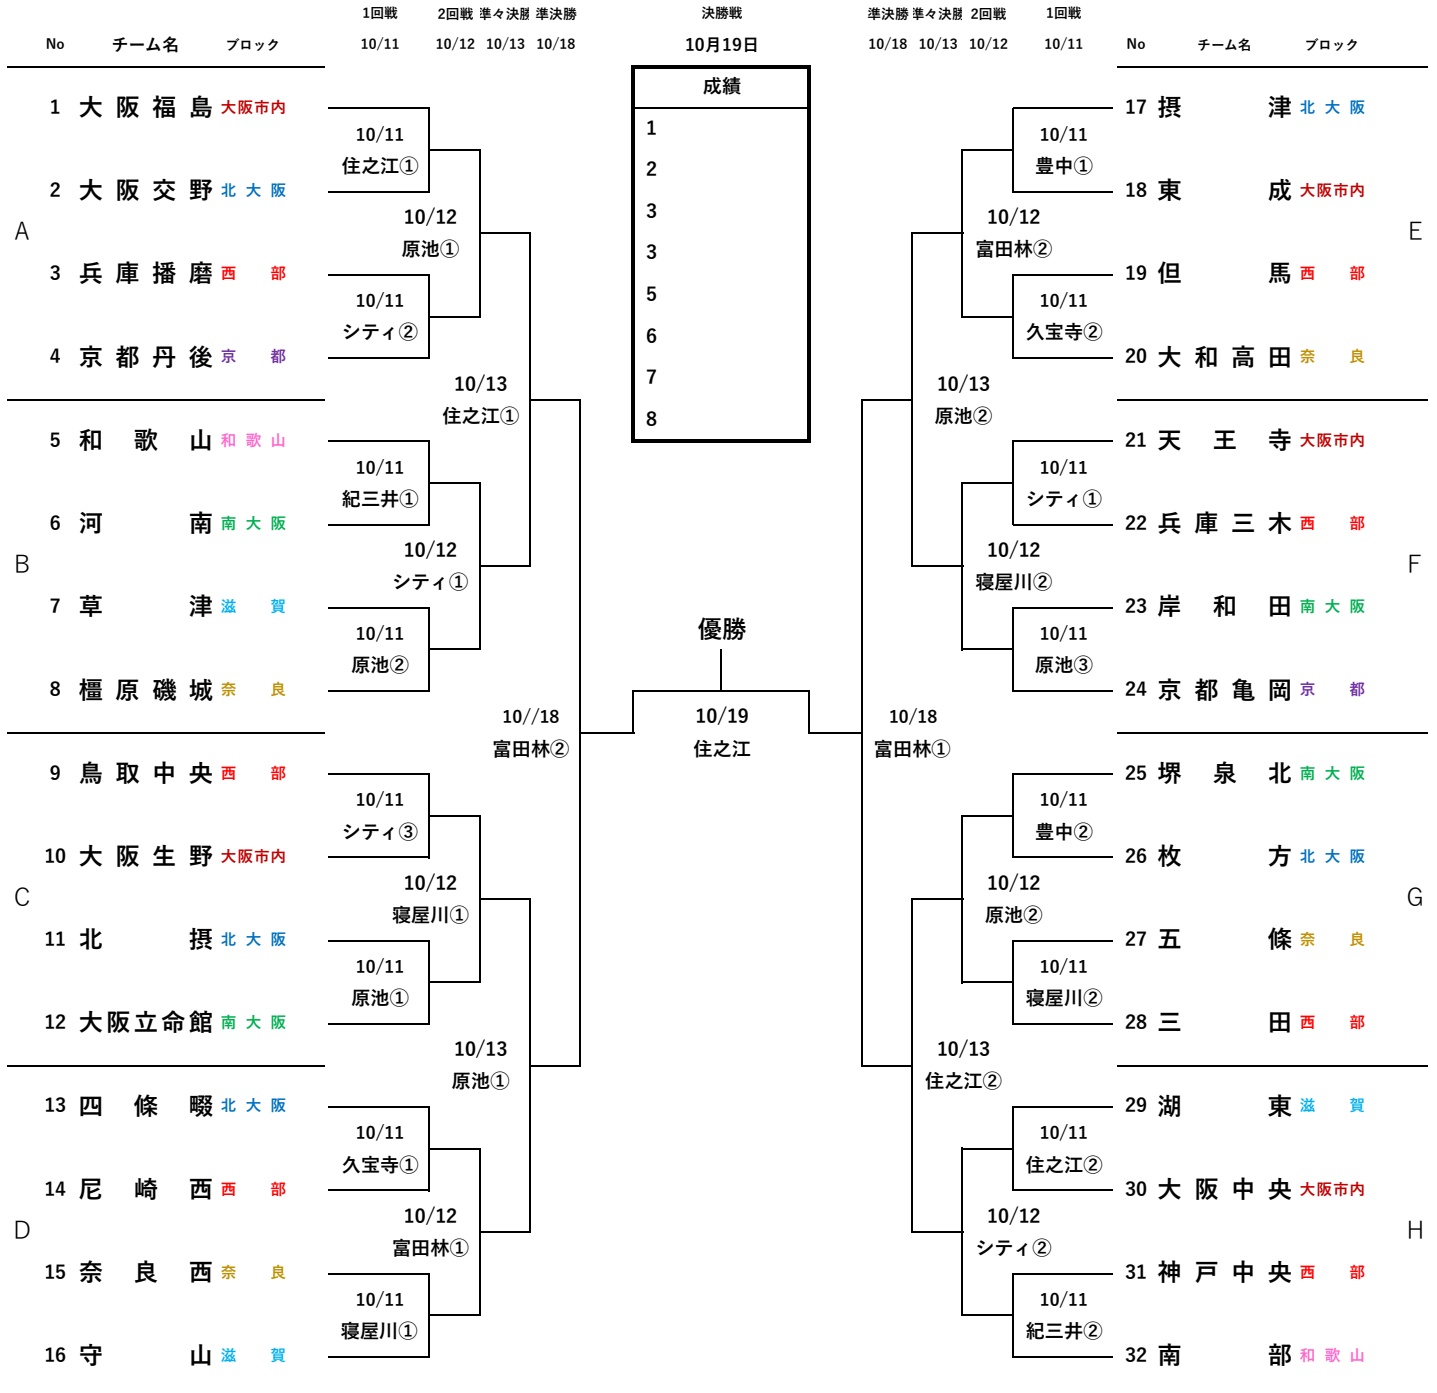 1回戦 2回戦 準々決勝 準決勝 決勝戦 準決勝 準々決勝 2回戦 1回戦
No チーム名 ブロック 10/11 10/12 10/13 10/18 10月19日 10/18 10/13 10/12 10/11 No チーム名 ブロック
成績
1
2
3
3
5
6
7
8
A
1 大阪福島 大阪市内
10/11
住之江①
2 大阪交野 北大阪
10/12
原池①
3 兵庫播磨 西部
10/11
シティ②
4 京都丹後 京都
10/13
住之江①
B
5 和歌山 和歌山
10/11
紀三井①
6 河南 南大阪
10/12
シティ①
7 草津 滋賀
10/11
原池②
8 橿原磯城 奈良
10//18
富田林②
C
9 鳥取中央 西部
10/11
シティ③
10 大阪生野 大阪市内
10/12
寝屋川①
11 北摂 北大阪
10/11
原池①
12 大阪立命館 南大阪
10/13
原池①
D
13 四條畷 北大阪
10/11
久宝寺①
14 尼崎西 西部
10/12
富田林①
15 奈良西 奈良
10/11
寝屋川①
16 守山 滋賀
優勝
10/19
住之江
E
17 摂津 北大阪
10/11
豊中①
18 東成 大阪市内
10/12
富田林②
19 但馬 西部
10/11
久宝寺②
20 大和高田 奈良
10/13
原池②
F
21 天王寺 大阪市内
10/11
シティ①
22 兵庫三木 西部
10/12
寝屋川②
23 岸和田 南大阪
10/11
原池③
24 京都亀岡 京都
10/18
富田林①
G
25 堺泉北 南大阪
10/11
豊中②
26 枚方 北大阪
10/12
原池②
27 五條 奈良
10/11
寝屋川②
28 三田 西部
10/13
住之江②
H
29 湖東 滋賀
10/11
住之江②
30 大阪中央 大阪市内
10/12
シティ②
31 神戸中央 西部
10/11
紀三井②
32 南部 和歌山